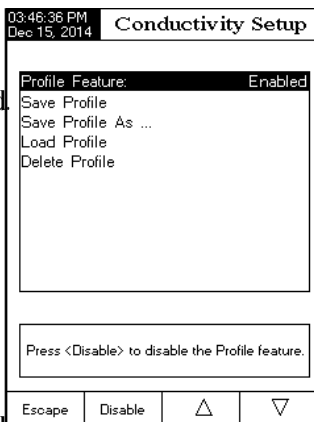 03:46:36 PM
Dec 15, 2014
Conductivity Setup
Profile Feature: Enabled
Save Profile
Save Profile As ...
Load Profile
Delete Profile
Press <Disable> to disable the Profile feature.
Escape Disable △ ▽